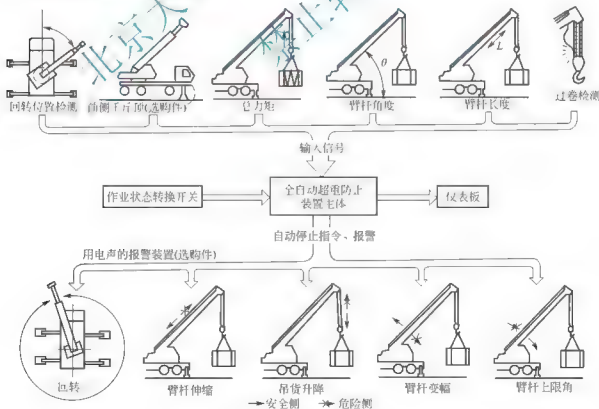 回转位置检测
前侧千斤顶(选购件)
总力矩
θ
臂杆角度
L
臂杆长度
过卷检测
输入信号
作业状态转换开关
全自动超重防止
装置主体
仪表板
自动停止指令、报警
用电声的报警装置(选购件)
回转
臂杆伸缩
吊货升降
臂杆变幅
臂杆上限角
安全侧
危险侧